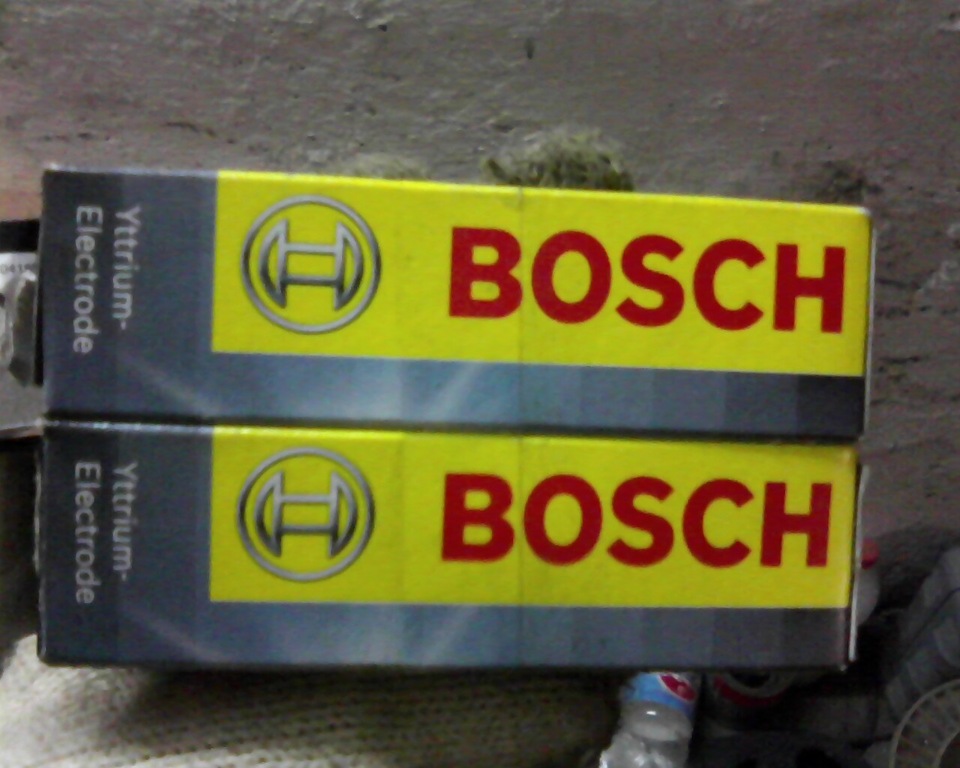 BOSCH
Yttrium-
Electrode
BOSCH
Yttrium-
Electrode